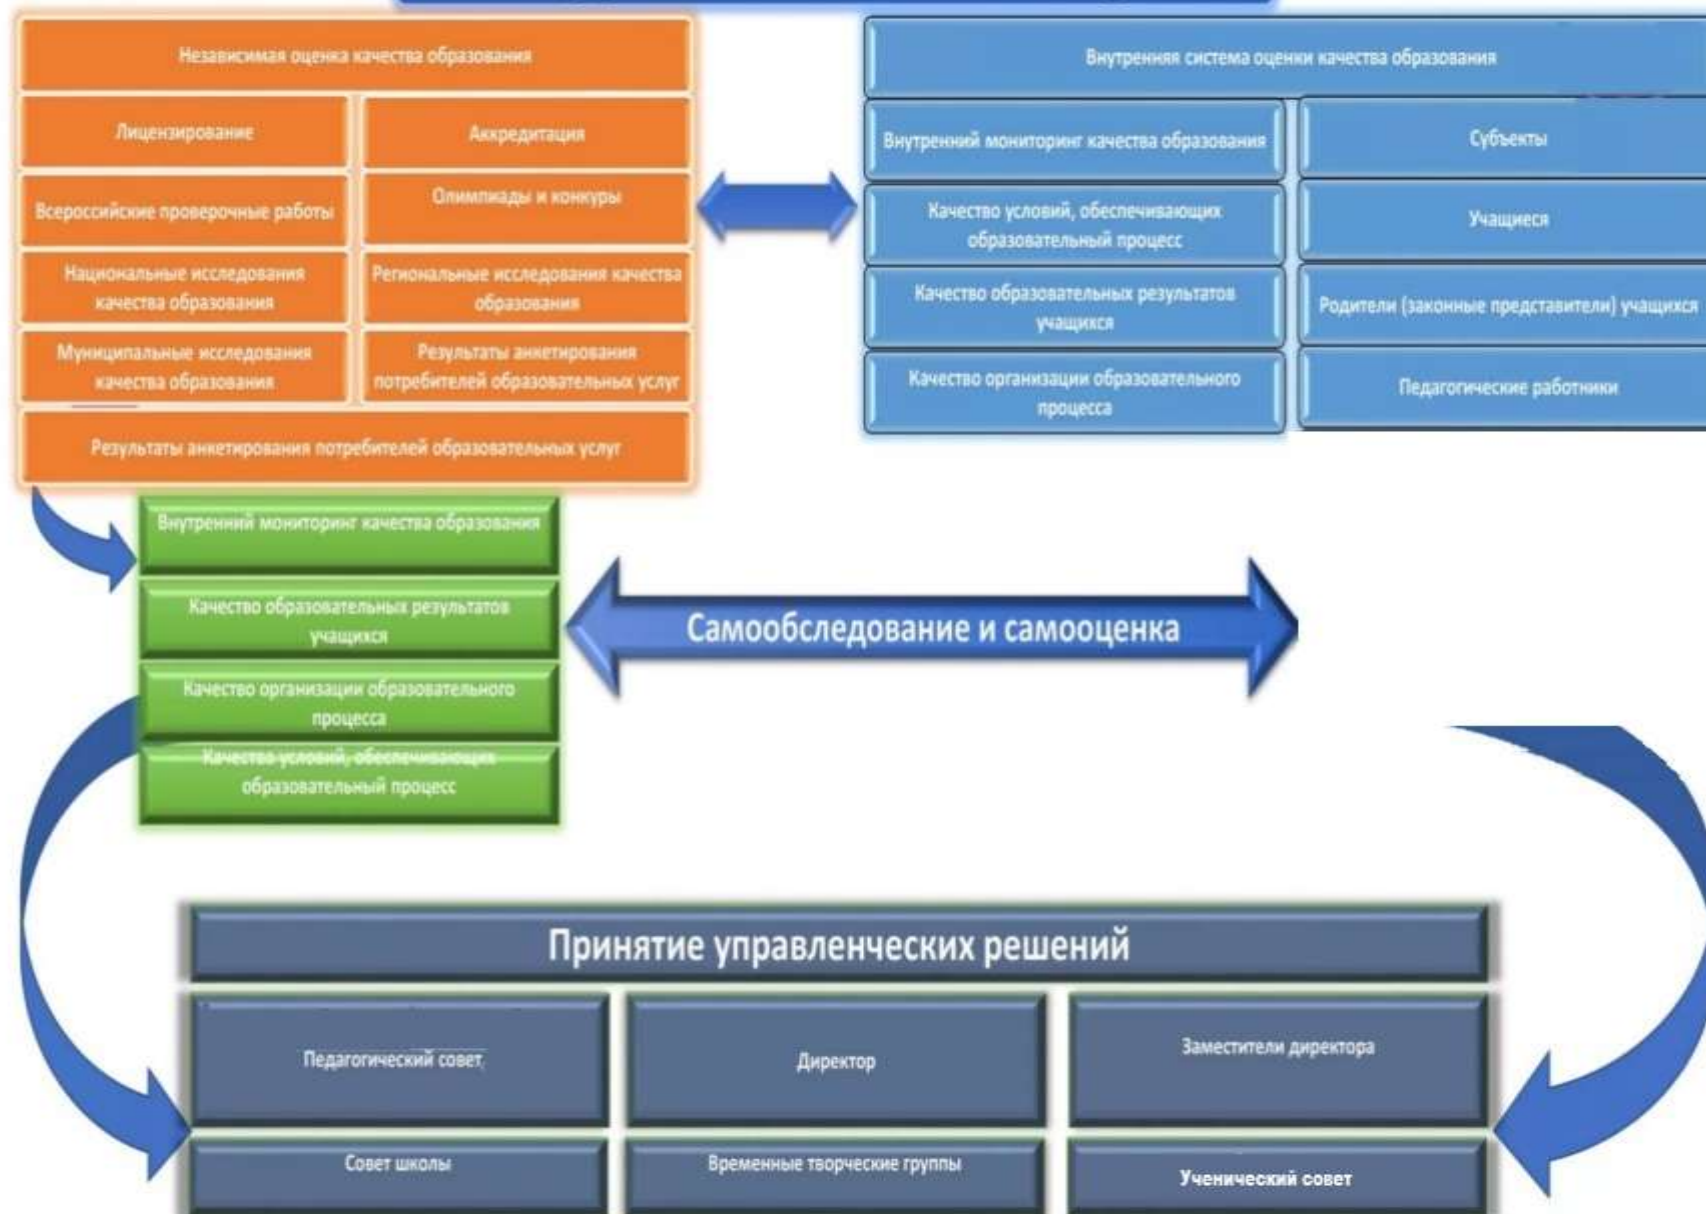 Независимая оценка качества образования
Лицензирование
Аккредитация
Всероссийские проверочные работы
Олимпиады и конкуры
Национальные исследования
качества образования
Региональные исследования качества
образования
Муниципальные исследования
качества образования
Результаты анкетирования
потребителей образовательных услуг
Результаты анкетирования потребителей образовательных услуг
Внутренняя система оценки качества образования
Внутренний мониторинг качества образования
Субъекты
Качество условий, обеспечивающих
образовательный процесс
Учащиеся
Качество образовательных результатов
учащихся
Родители (законные представители) учащихся
Качество организации образовательного
процесса
Педагогические работники
Внутренний мониторинг качества образования
Качество образовательных результатов
учащихся
Качество организации образовательного
процесса
Качество условий, обеспечивающих
образовательный процесс
Самообследование и самооценка
Принятие управленческих решений
Педагогический совет,
Директор
Заместители директора
Совет школы
Временные творческие группы
Ученический совет